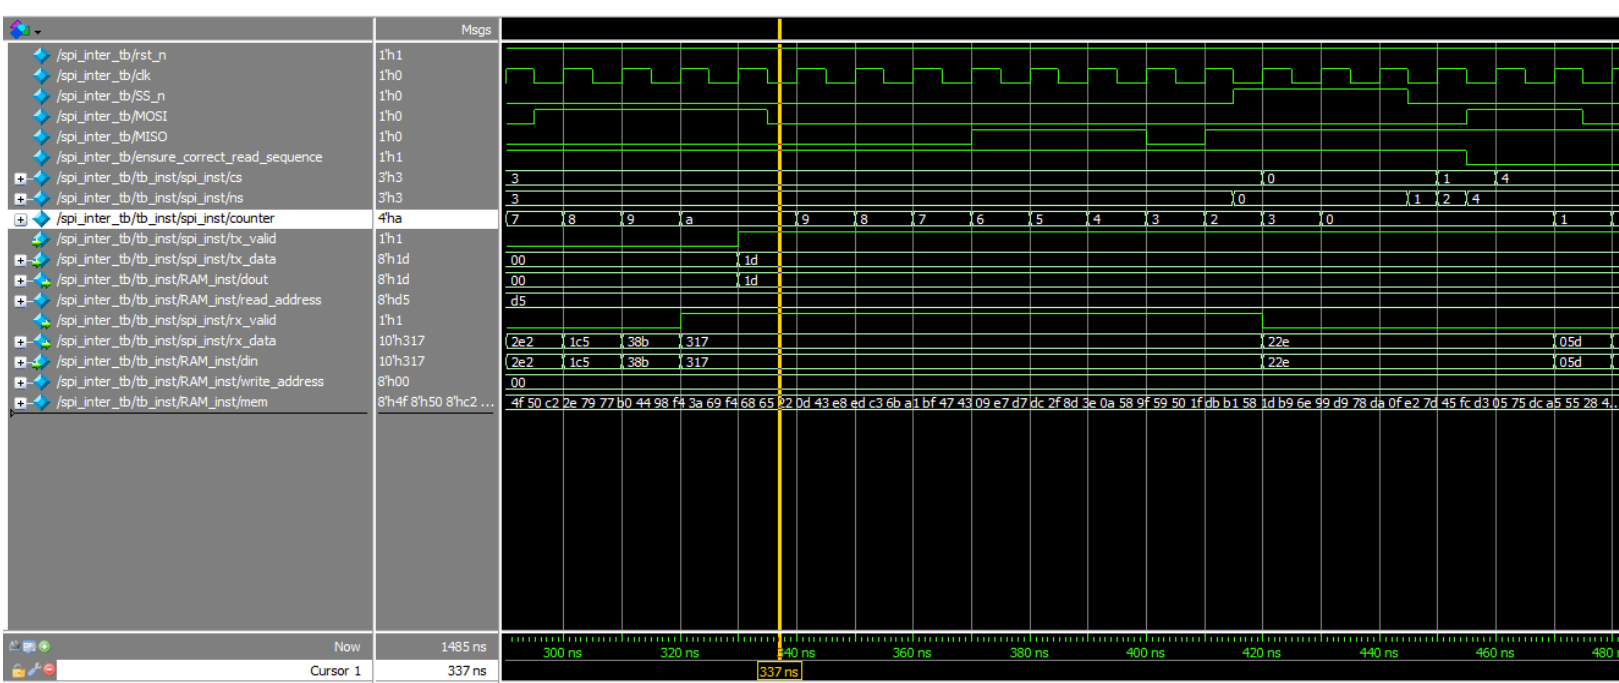 Msgs
/spi_inter_tb/rst_n 1'h1
/spi_inter_tb/clk 1'h0
/spi_inter_tb/SS_n 1'h0
/spi_inter_tb/MOSI 1'h0
/spi_inter_tb/MISO 1'h0
/spi_inter_tb/ensure_correct_read_sequence 1'h1
/spi_inter_tb/tb_inst/spi_inst/cs 3'h3 3 0 1 4
/spi_inter_tb/tb_inst/spi_inst/ns 3'h3 3 0 1 2 4
/spi_inter_tb/tb_inst/spi_inst/counter 4'ha 7 8 9 a 9 8 7 6 5 4 3 2 3 0 1
/spi_inter_tb/tb_inst/spi_inst/tx_valid 1'h1
/spi_inter_tb/tb_inst/spi_inst/tx_data 8'h1d 00 1d
/spi_inter_tb/tb_inst/RAM_inst/dout 8'h1d 00 1d
/spi_inter_tb/tb_inst/RAM_inst/read_address 8'hd5 d5
/spi_inter_tb/tb_inst/spi_inst/rx_valid 1'h1
/spi_inter_tb/tb_inst/spi_inst/rx_data 10'h317 2e2 1c5 38b 317 22e 05d
/spi_inter_tb/tb_inst/RAM_inst/din 10'h317 2e2 1c5 38b 317 22e 05d
/spi_inter_tb/tb_inst/RAM_inst/write_address 8'h00 00
/spi_inter_tb/tb_inst/RAM_inst/mem 8'h4f 8'h50 8'hc2 ... 4f 50 c2 2e 79 77 b0 44 98 f4 3a 69 f4 68 65 22 0d 43 e8 ed c3 6b a1 bf 47 43 09 e7 d7 dc 2f 8d 3e 0a 58 9f 59 50 1f db b1 58 1d b9 6e 99 d9 78 da 0f e2 7d 45 fc d3 05 75 dc a5 55 28 4...
Now 1485 ns 300 ns 320 ns 340 ns 360 ns 380 ns 400 ns 420 ns 440 ns 460 ns 480
Cursor 1 337 ns 337 ns